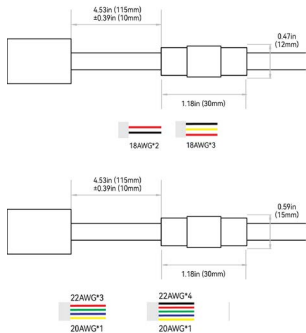 4.53in (115mm)
±0.39in (10mm)
0.47in
(12mm)
1.18in (30mm)
18AWG*2
18AWG*3
4.53in (115mm)
±0.39in (10mm)
0.59in
(15mm)
1.18in (30mm)
22AWG*3
20AWG*1
22AWG*4
20AWG*1